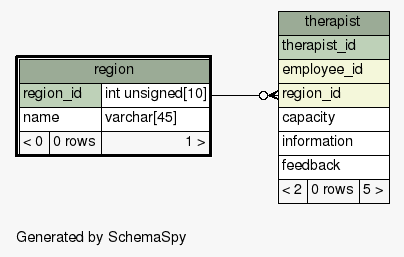 region
region_id int unsigned[10]
name varchar[45]
< 0 0 rows 1 >
therapist
therapist_id
employee_id
region_id
capacity
information
feedback
< 2 0 rows 5 >
Generated by SchemaSpy